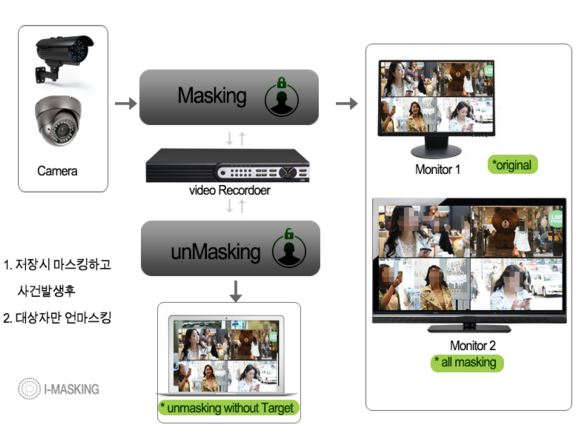 Camera
Masking
video Recordoer
unMasking
1. 저장시 마스킹하고
사건발생후
2. 대상자만 언마스킹
I-MASKING
* unmasking without Target
Monitor 1
*original
Monitor 2
* all masking